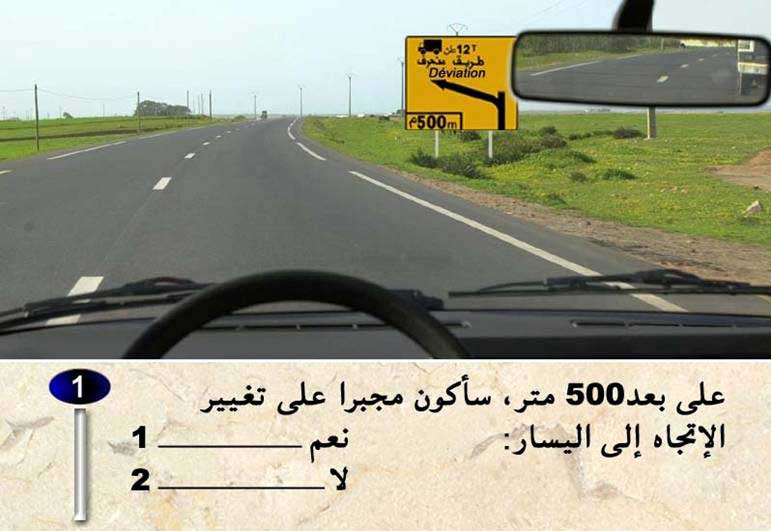 طن 12T
طريق منحرف
Déviation
500m م
1
على بعد500 متر، سأكون مجبرا على تغيير
الإتجاه إلى اليسار:
نعم 1
لا 2